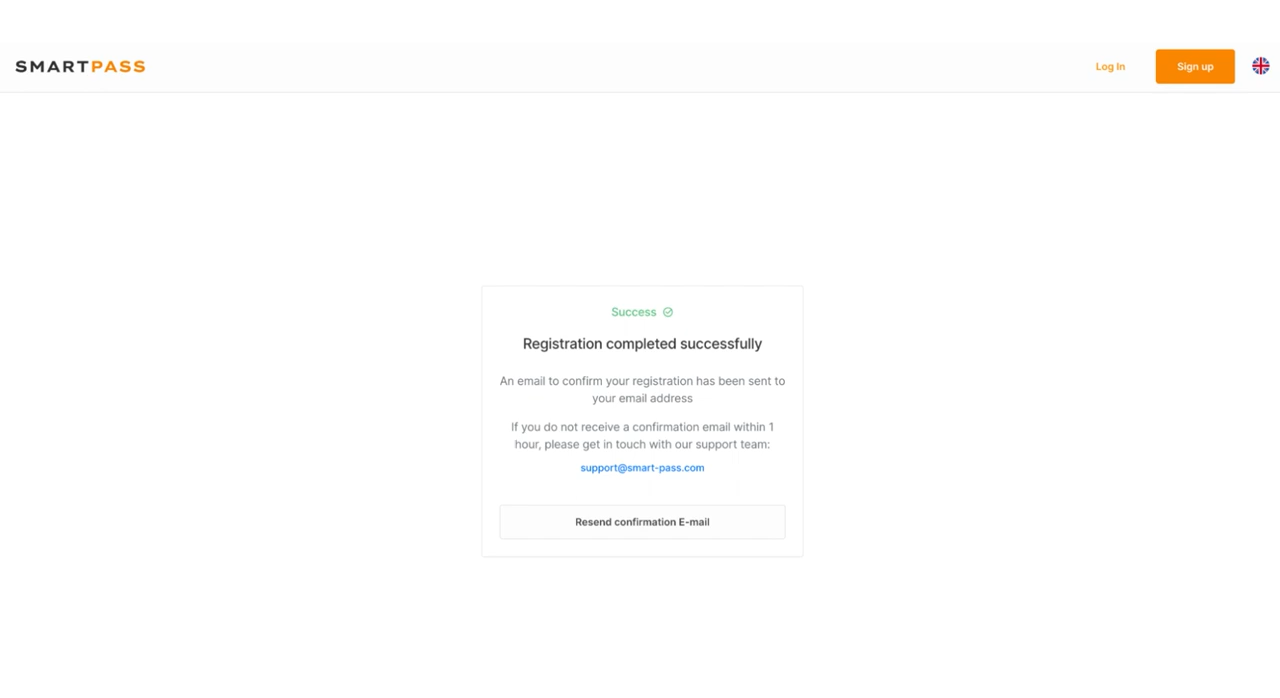 SMARTPASS
Log In
Sign up
Success
Registration completed successfully
An email to confirm your registration has been sent to
your email address
If you do not receive a confirmation email within 1
hour, please get in touch with our support team:
support@smart-pass.com
Resend confirmation E-mail